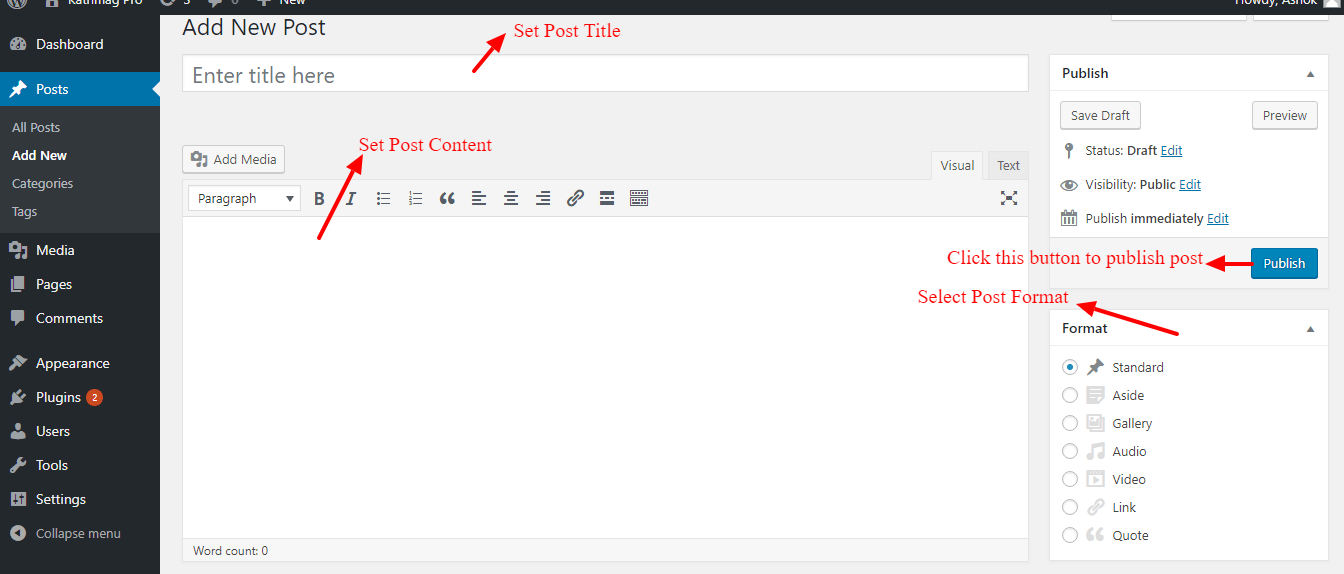 Kathmag Pro 3 0 New Howdy, Ashok
Add New Post
Set Post Title
Enter title here
Dashboard
Posts
All Posts
Add New
Categories
Tags
Media
Pages
Comments
Appearance
Plugins 2
Users
Tools
Settings
Collapse menu
Set Post Content
Add Media
Visual Text
Paragraph B I
Word count: 0
Publish
Save Draft Preview
Status: Draft Edit
Visibility: Public Edit
Publish immediately Edit
Click this button to publish post Publish
Select Post Format
Format
Standard
Aside
Gallery
Audio
Video
Link
Quote